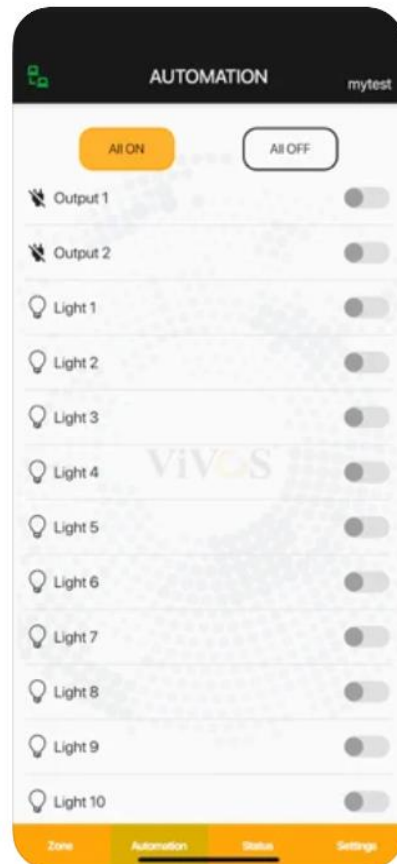 AUTOMATION
mytest
All ON All OFF
Output 1
Output 2
Light 1
Light 2
Light 3
Light 4
ViVOS
Light 5
Light 6
Light 7
Light 8
Light 9
Light 10
Zone Automation Status Settings